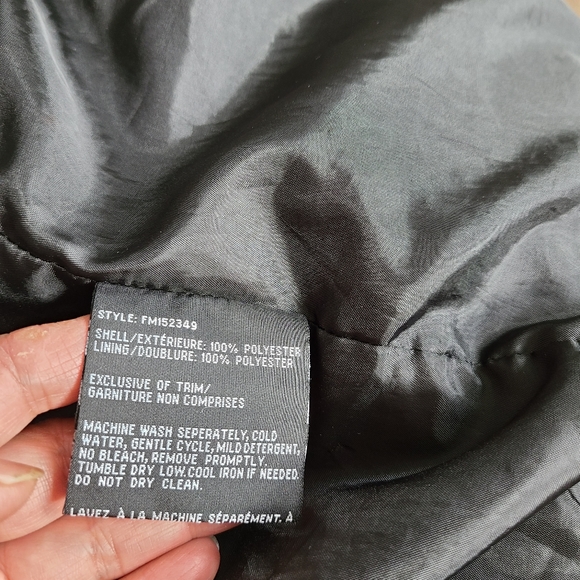 STYLE: FM152349
SHELL/EXTÉRIEURE: 100% POLYESTER
LINING/DOUBLURE: 100% POLYESTER
EXCLUSIVE OF TRIM/
GARNITURE NON COMPRISES
MACHINE WASH SEPERATELY, COLD
WATER, GENTLE CYCLE, MILD DETERGENT,
NO BLEACH, REMOVE PROMPTLY.
TUMBLE DRY LOW. COOL IRON IF NEEDED.
DO NOT DRY CLEAN.
LAVEZ À LA MACHINE SÉPARÉMENT, À